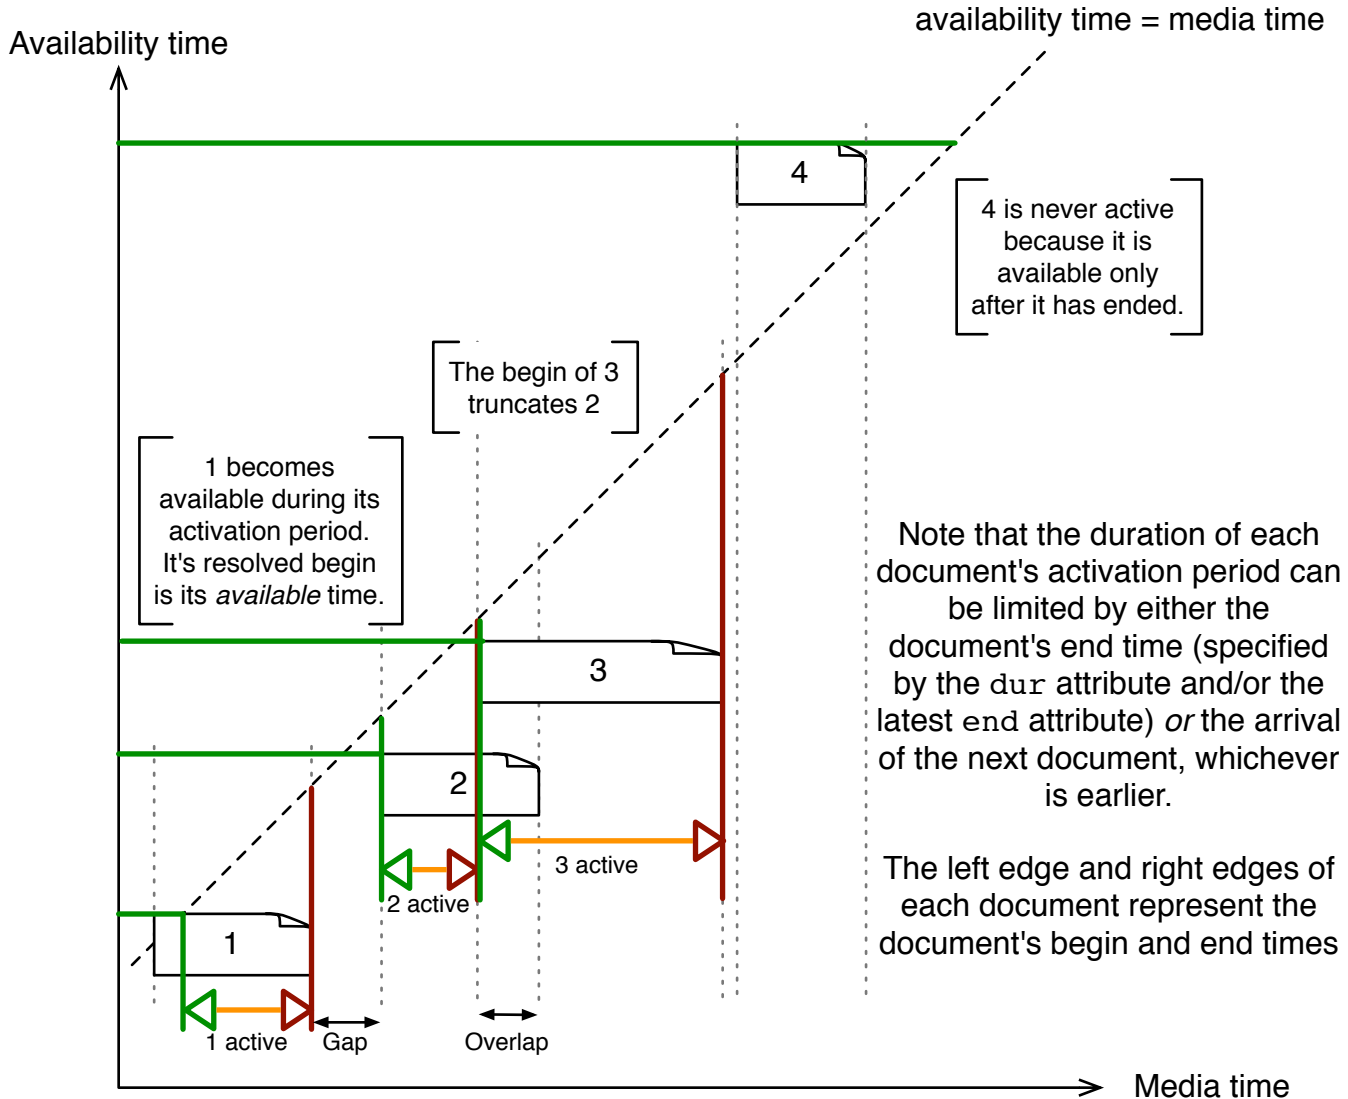 availability time = media time
Availability time
4
4 is never active
because it is
available only
after it has ended.
The begin of 3
truncates 2
1 becomes
available during its
activation period.
It's resolved begin
is its available time.
Note that the duration of each
document's activation period can
be limited by either the
document's end time (specified
by the dur attribute and/or the
latest end attribute) or the arrival
of the next document, whichever
is earlier.
3
2
3 active
2 active
The left edge and right edges of
each document represent the
document's begin and end times
1
1 active
Gap
Overlap
Media time